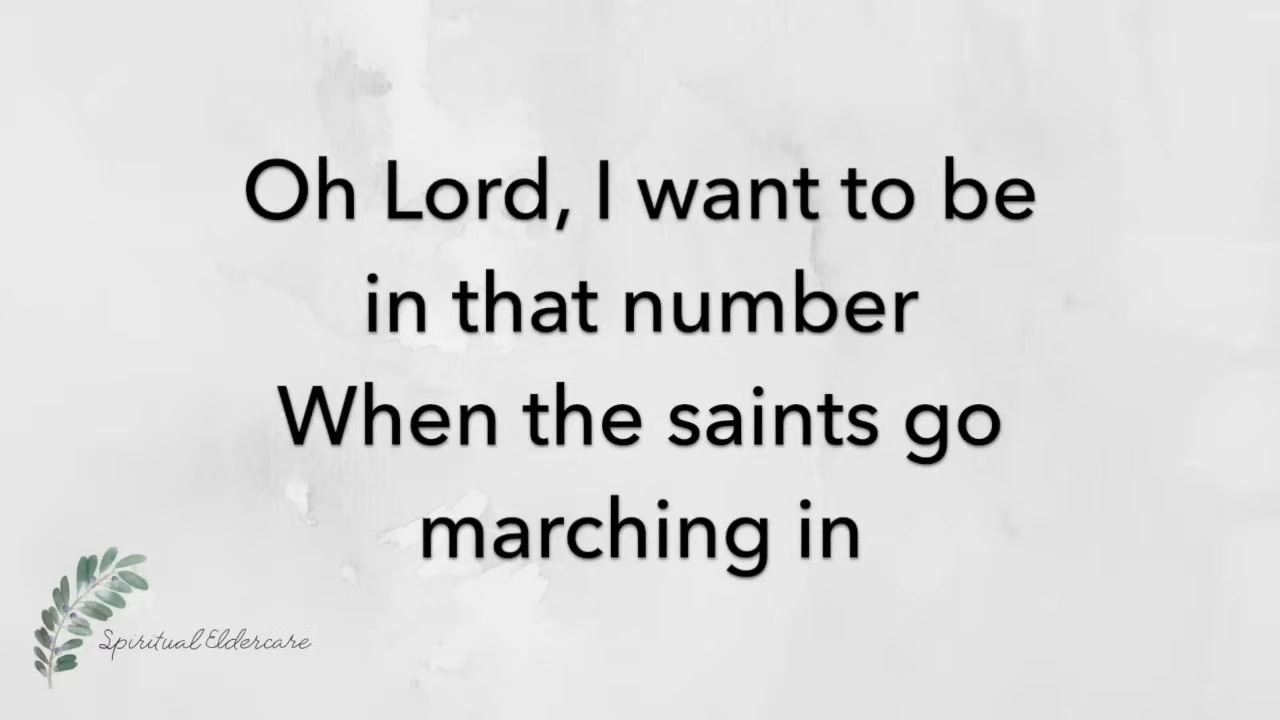 Oh Lord, I want to be
in that number
When the saints go
marching in
Spiritual Eldercare